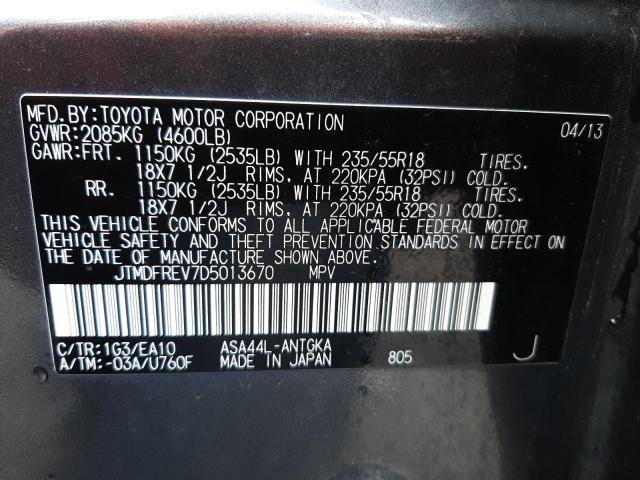 MFD.BY:TOYOTA MOTOR CORPORATION 04/13
GVWR:2085KG (4600LB)
GAWR:FRT. 1150KG (2535LB) WITH 235/55R18 TIRES.
18X7 1/2J RIMS. AT 220KPA (32PSI) COLD.
RR. 1150KG (2535LB) WITH 235/55R18 TIRES.
18X7 1/2J RIMS. AT 220KPA (32PSI) COLD.
THIS VEHICLE CONFORMS TO ALL APPLICABLE FEDERAL MOTOR
VEHICLE SAFETY AND THEFT PREVENTION STANDARDS IN EFFECT ON
THE DATE OF MANUFACTURE SHOWN ABOVE.
JTMDFREV7D5013670 MPV
C/TR:1G3/EA10 ASA44L-ANTGKA
A/TM:-03A/U760F MADE IN JAPAN 805 J